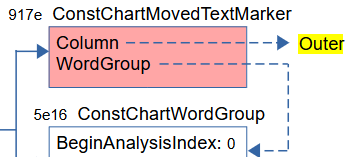 917e ConstChartMovedTextMarker
Column Outer
WordGroup
5e16 ConstChartWordGroup
BeginAnalysisIndex: 0